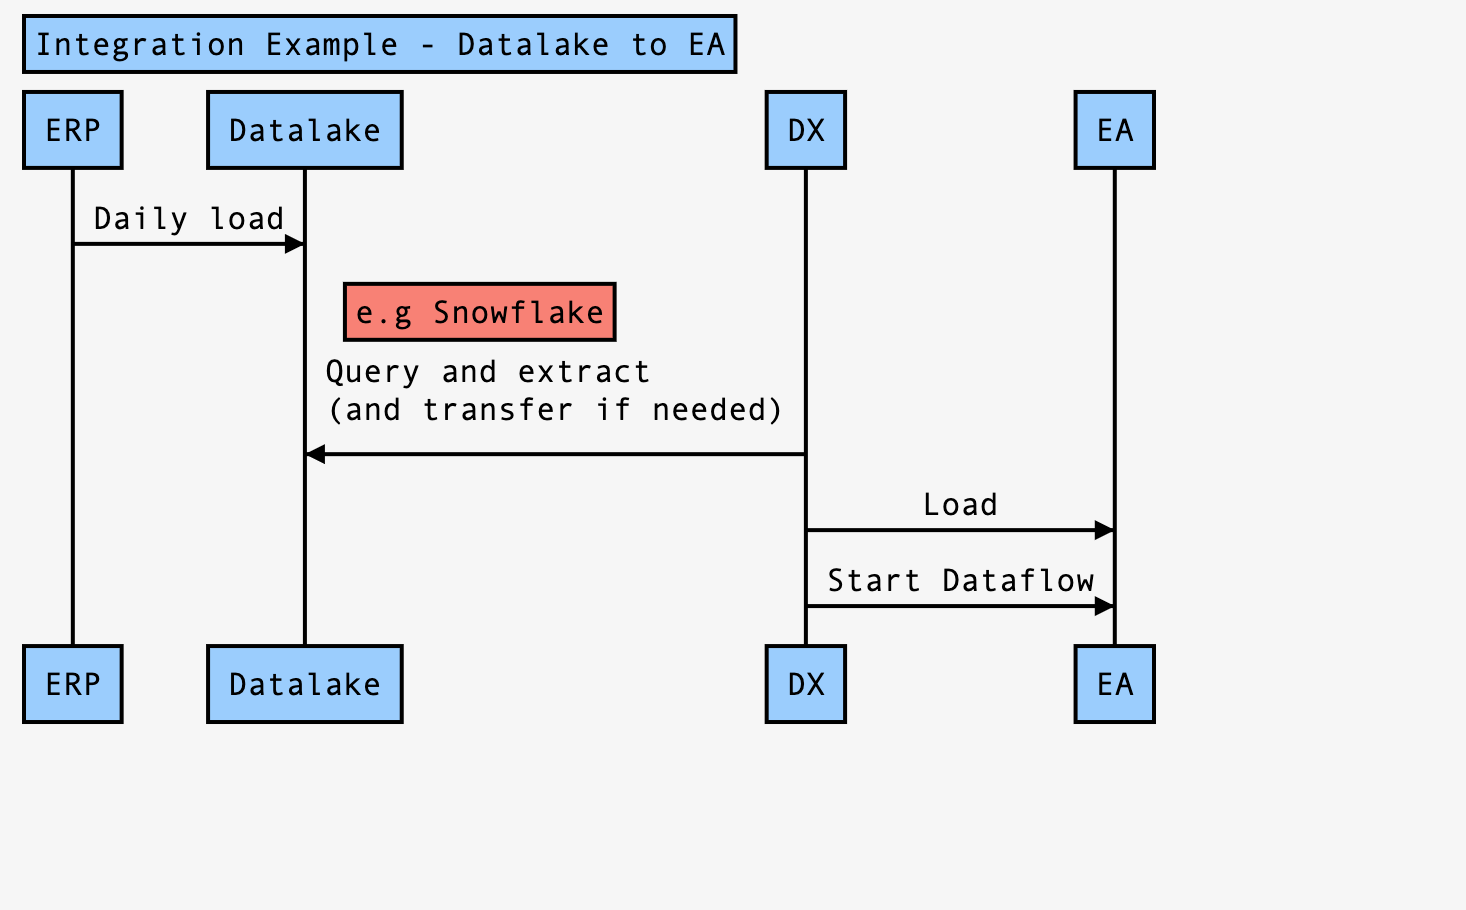 Integration Example - Datalake to EA
ERP
Datalake
DX
EA
Daily load
e.g Snowflake
Query and extract
(and transfer if needed)
Load
Start Dataflow
ERP
Datalake
DX
EA